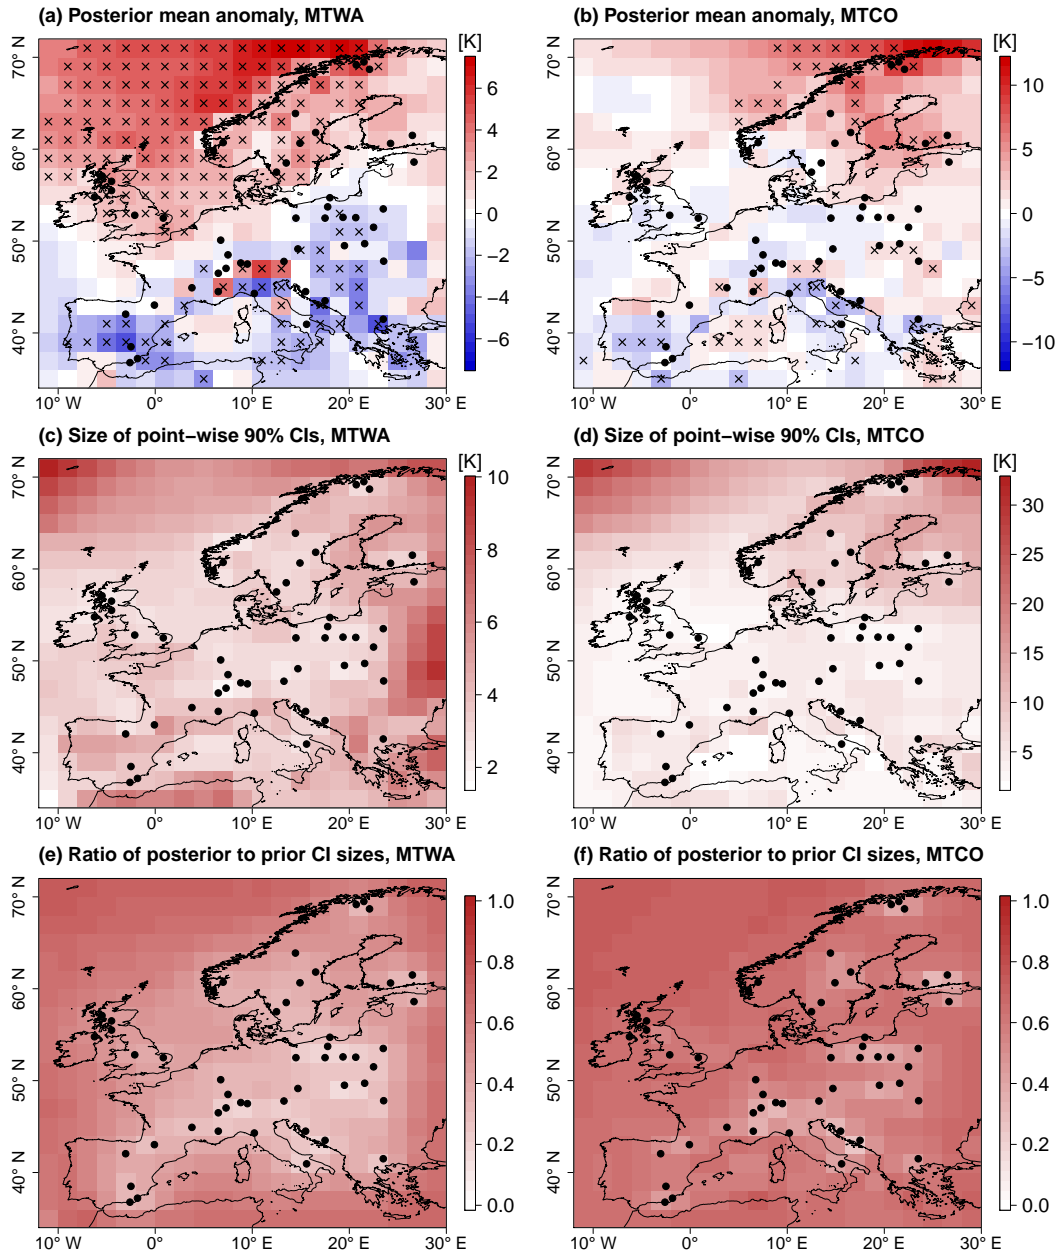 (a) Posterior mean anomaly, MTWA
(b) Posterior mean anomaly, MTCO
[K]
[K]
70° N
60° N
50° N
40° N
6
4
2
0
−2
−4
−6
70° N
60° N
50° N
40° N
10
5
0
−5
−10
10° W
0°
10° E
20° E
30° E
10° W
0°
10° E
20° E
30° E
(c) Size of point−wise 90% CIs, MTWA
(d) Size of point−wise 90% CIs, MTCO
[K]
[K]
70° N
60° N
50° N
40° N
10
8
6
4
2
70° N
60° N
50° N
40° N
30
25
20
15
10
5
10° W
0°
10° E
20° E
30° E
10° W
0°
10° E
20° E
30° E
(e) Ratio of posterior to prior CI sizes, MTWA
(f) Ratio of posterior to prior CI sizes, MTCO
70° N
60° N
50° N
40° N
1.0
0.8
0.6
0.4
0.2
0.0
70° N
60° N
50° N
40° N
1.0
0.8
0.6
0.4
0.2
0.0
10° W
0°
10° E
20° E
30° E
10° W
0°
10° E
20° E
30° E